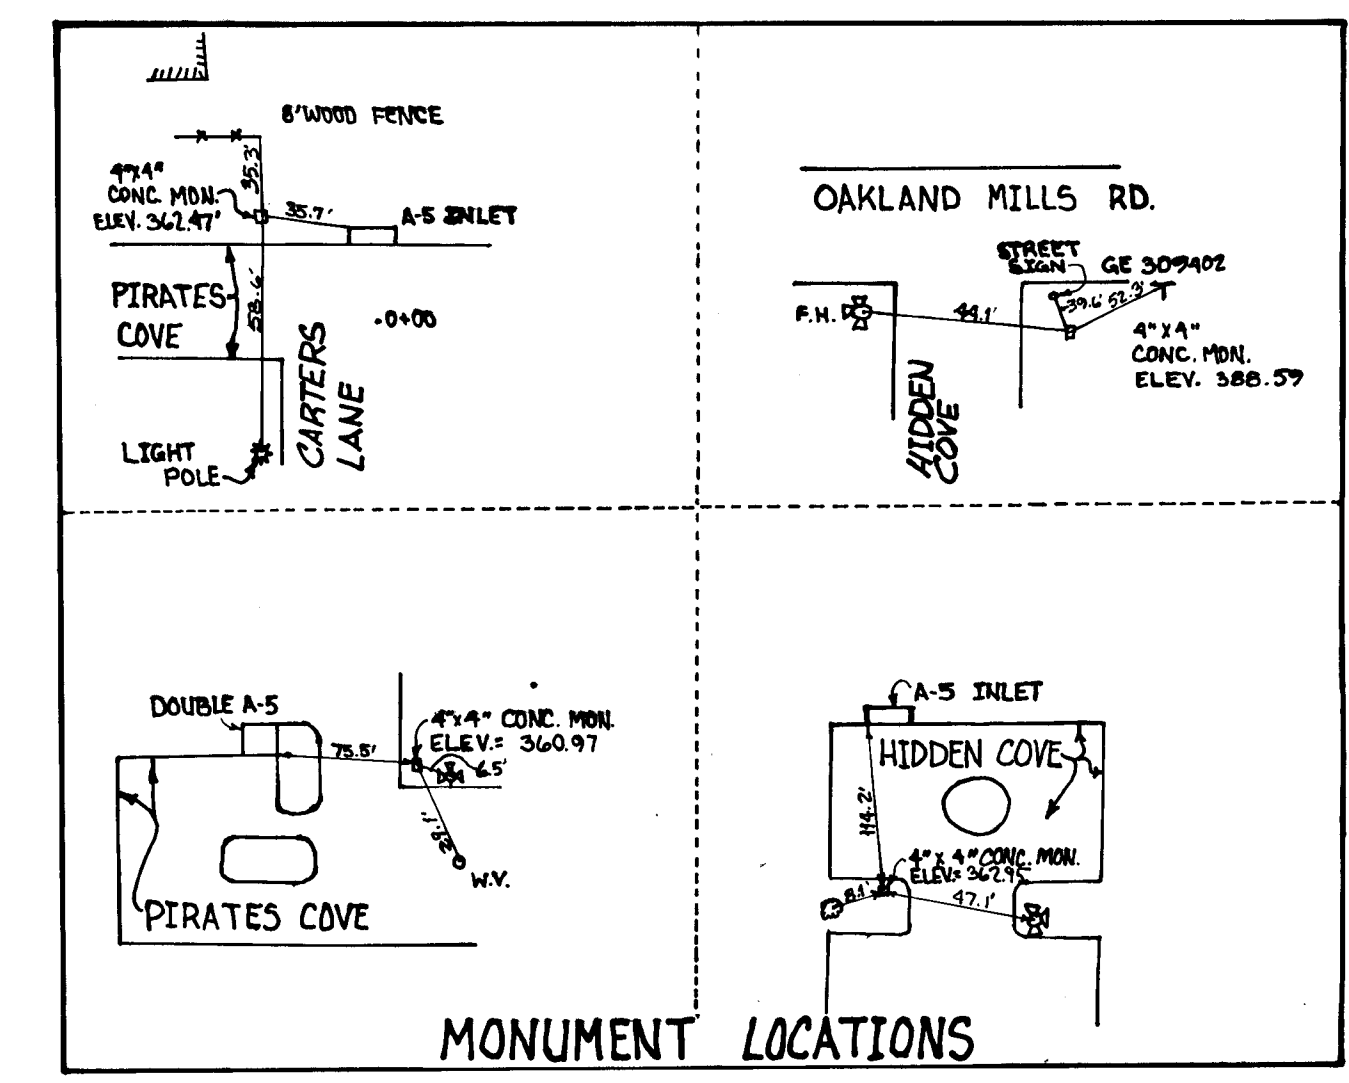 8' WOOD FENCE
35.3'
4"X4"
CONC. MON.
ELEV. 362.47'
35.7'
A-5 INLET
PIRATES
COVE
58.6'
.0+00
CARTERS
LANE
LIGHT
POLE
OAKLAND MILLS RD.
STREET
SIGN
GE 309402
F.H.
44.1'
39.6'
52.3'
4" X 4"
CONC. MON.
ELEV. 388.59
HIDDEN
COVE
DOUBLE A-5
75.5'
4"x4" CONC. MON.
ELEV.= 360.97
6.5'
W.V.
PIRATES COVE
A-5 INLET
HIDDEN COVE
114.2'
4" X 4" CONC. MON.
ELEV.= 362.95
8.1'
47.1'
MONUMENT LOCATIONS